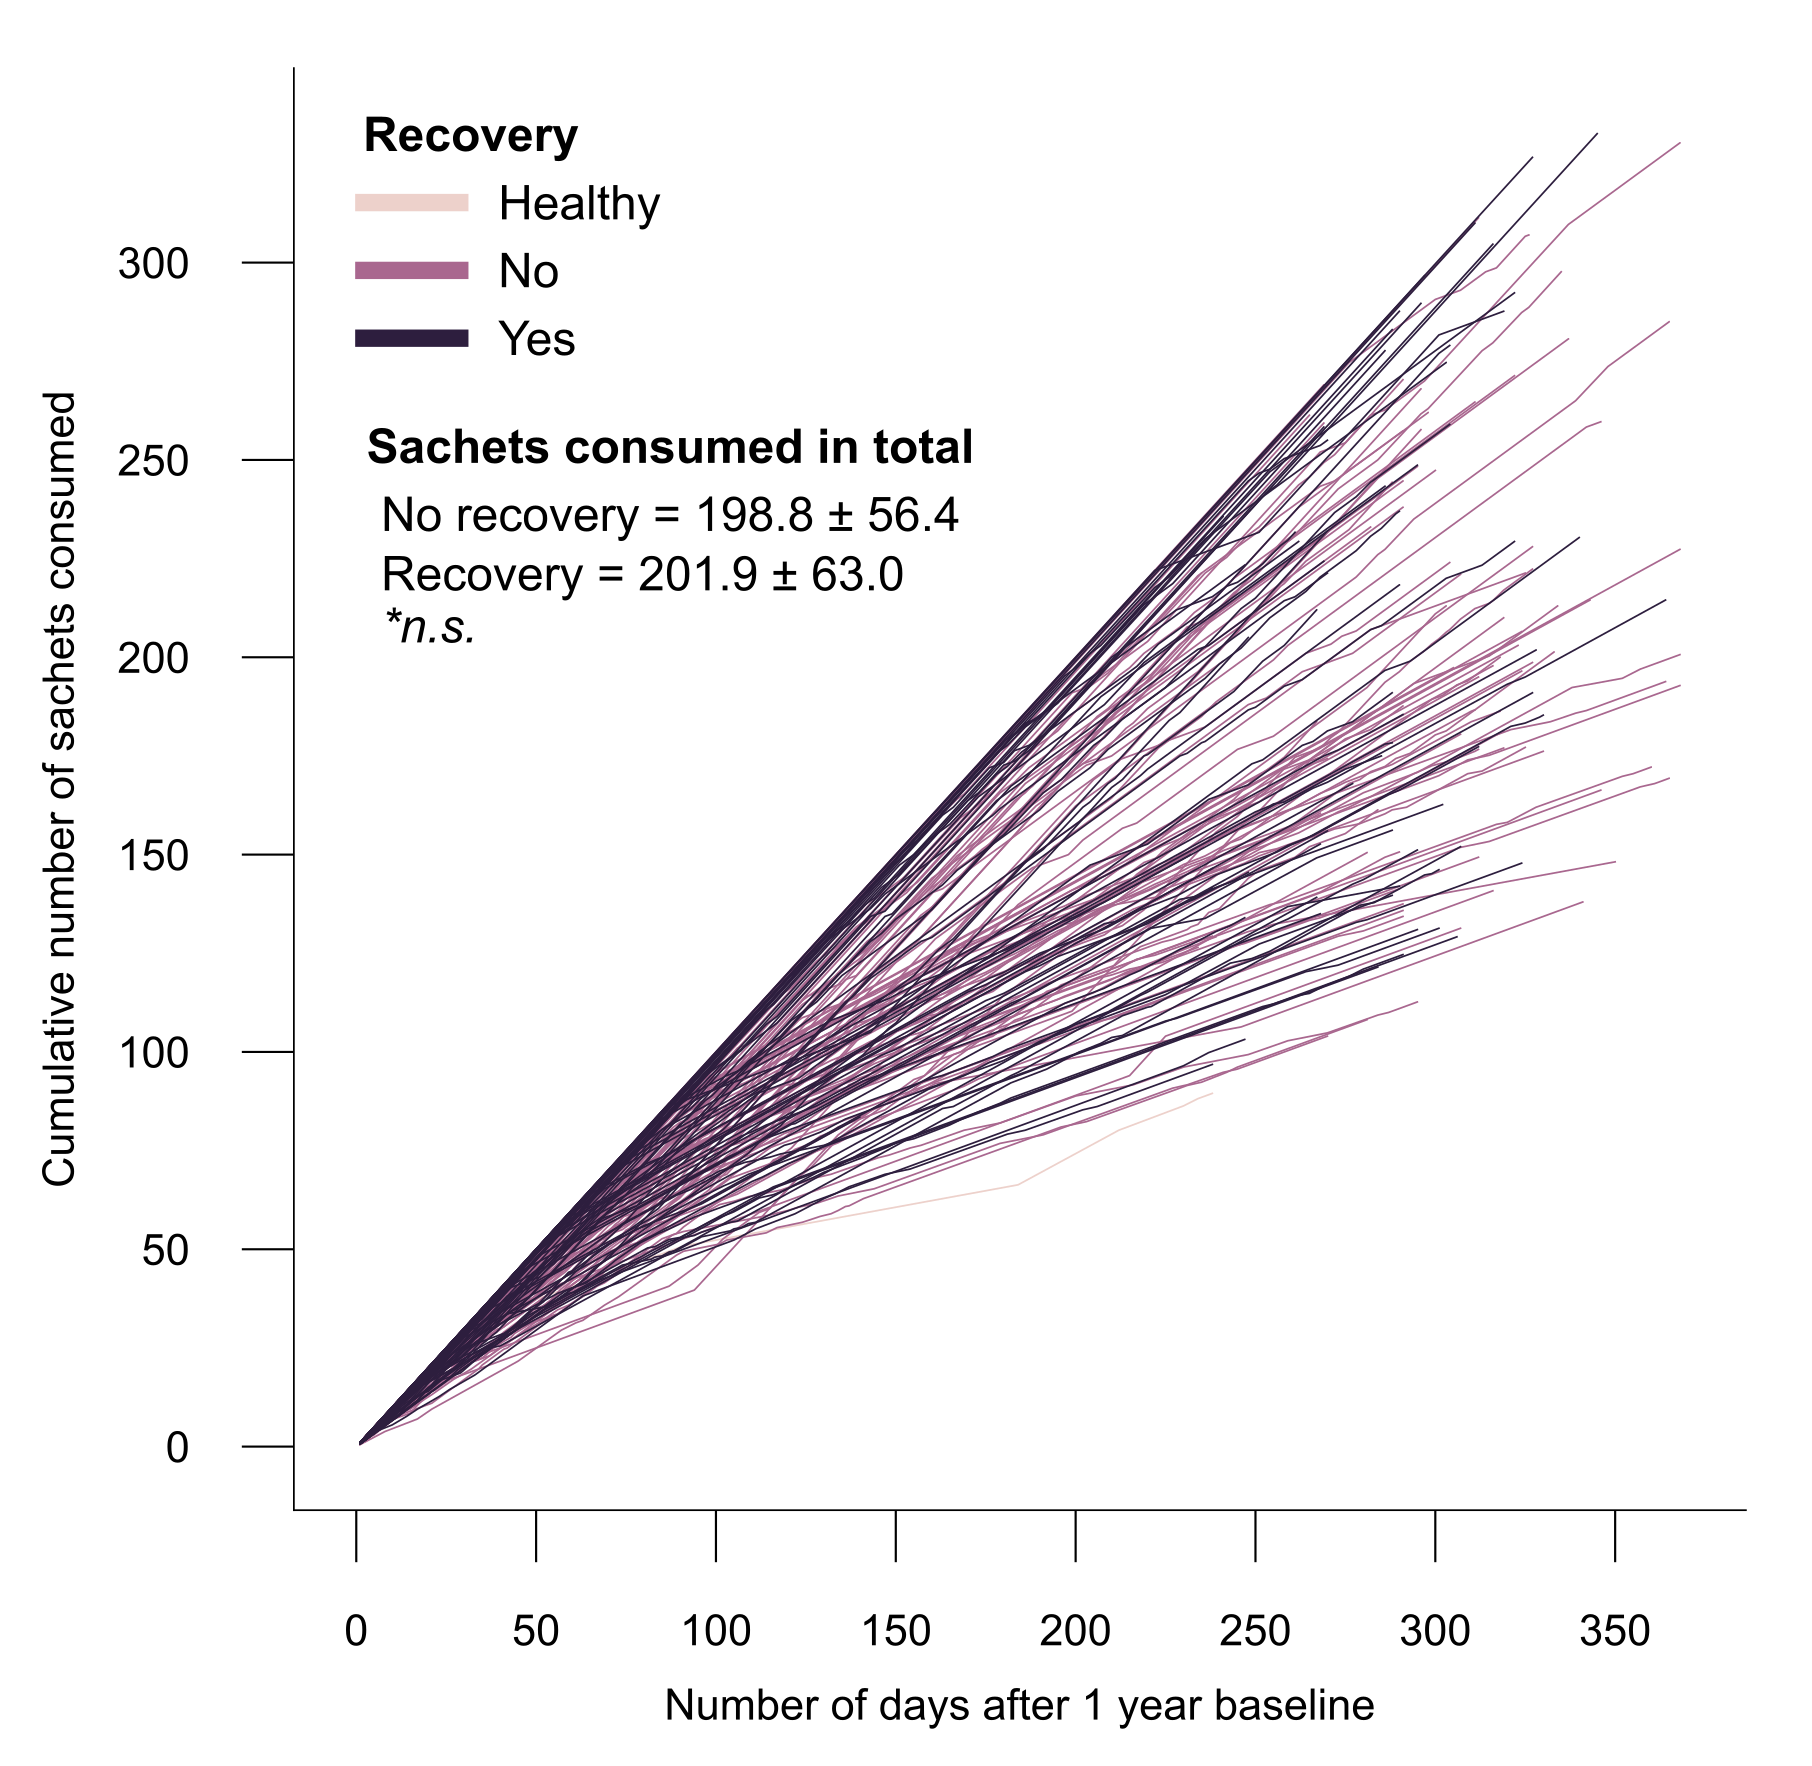 Recovery
Healthy
No
Yes
Sachets consumed in total
No recovery = 198.8 ± 56.4
Recovery = 201.9 ± 63.0
*n.s.
Cumulative number of sachets consumed
300
250
200
150
100
50
0
0 50 100 150 200 250 300 350
Number of days after 1 year baseline